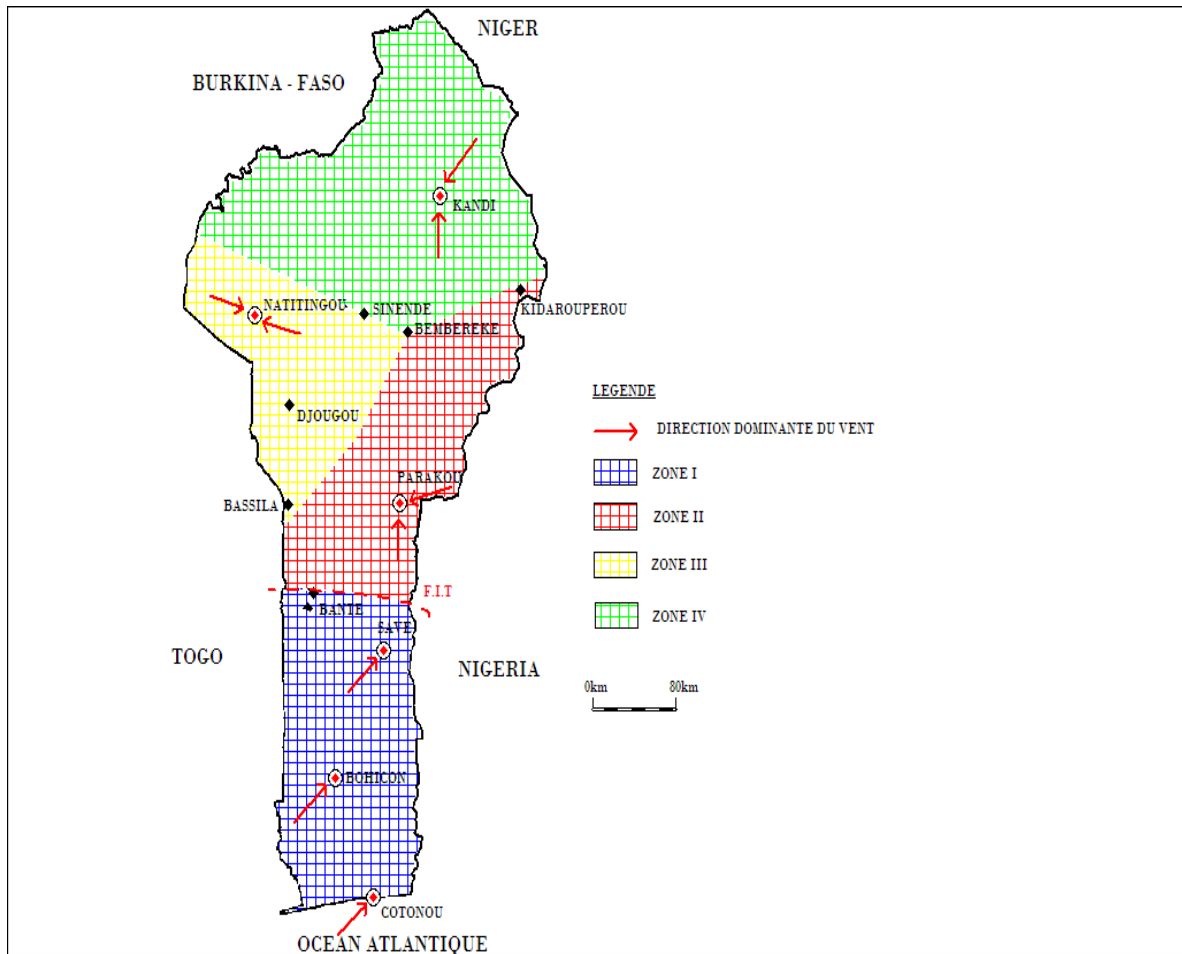 NIGER
BURKINA - FASO
KANDI
NATITINGOU
SINENDE
KIDAROUPEROU
BEMBEREKE
DJOUGOU
PARAKOU
BASSILA
F.I.T
BANTE
SAVE
TOGO
NIGERIA
BOHICON
COTONOU
OCEAN ATLANTIQUE
LEGENDE
DIRECTION DOMINANTE DU VENT
ZONE I
ZONE II
ZONE III
ZONE IV
0km 80km